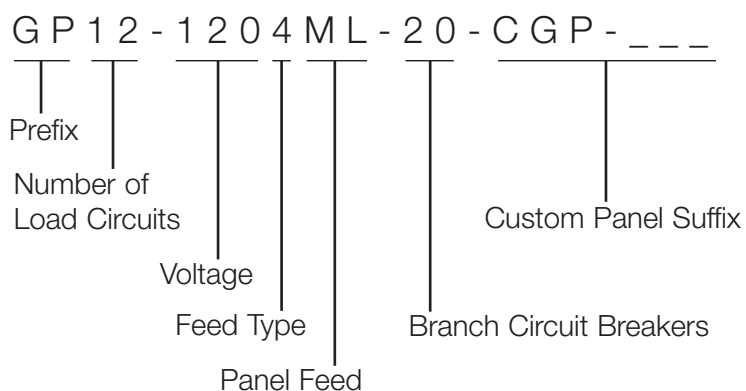 GP12-1204ML-20-CGP-___
Prefix
Number of
Load Circuits
Custom Panel Suffix
Voltage
Feed Type
Branch Circuit Breakers
Panel Feed